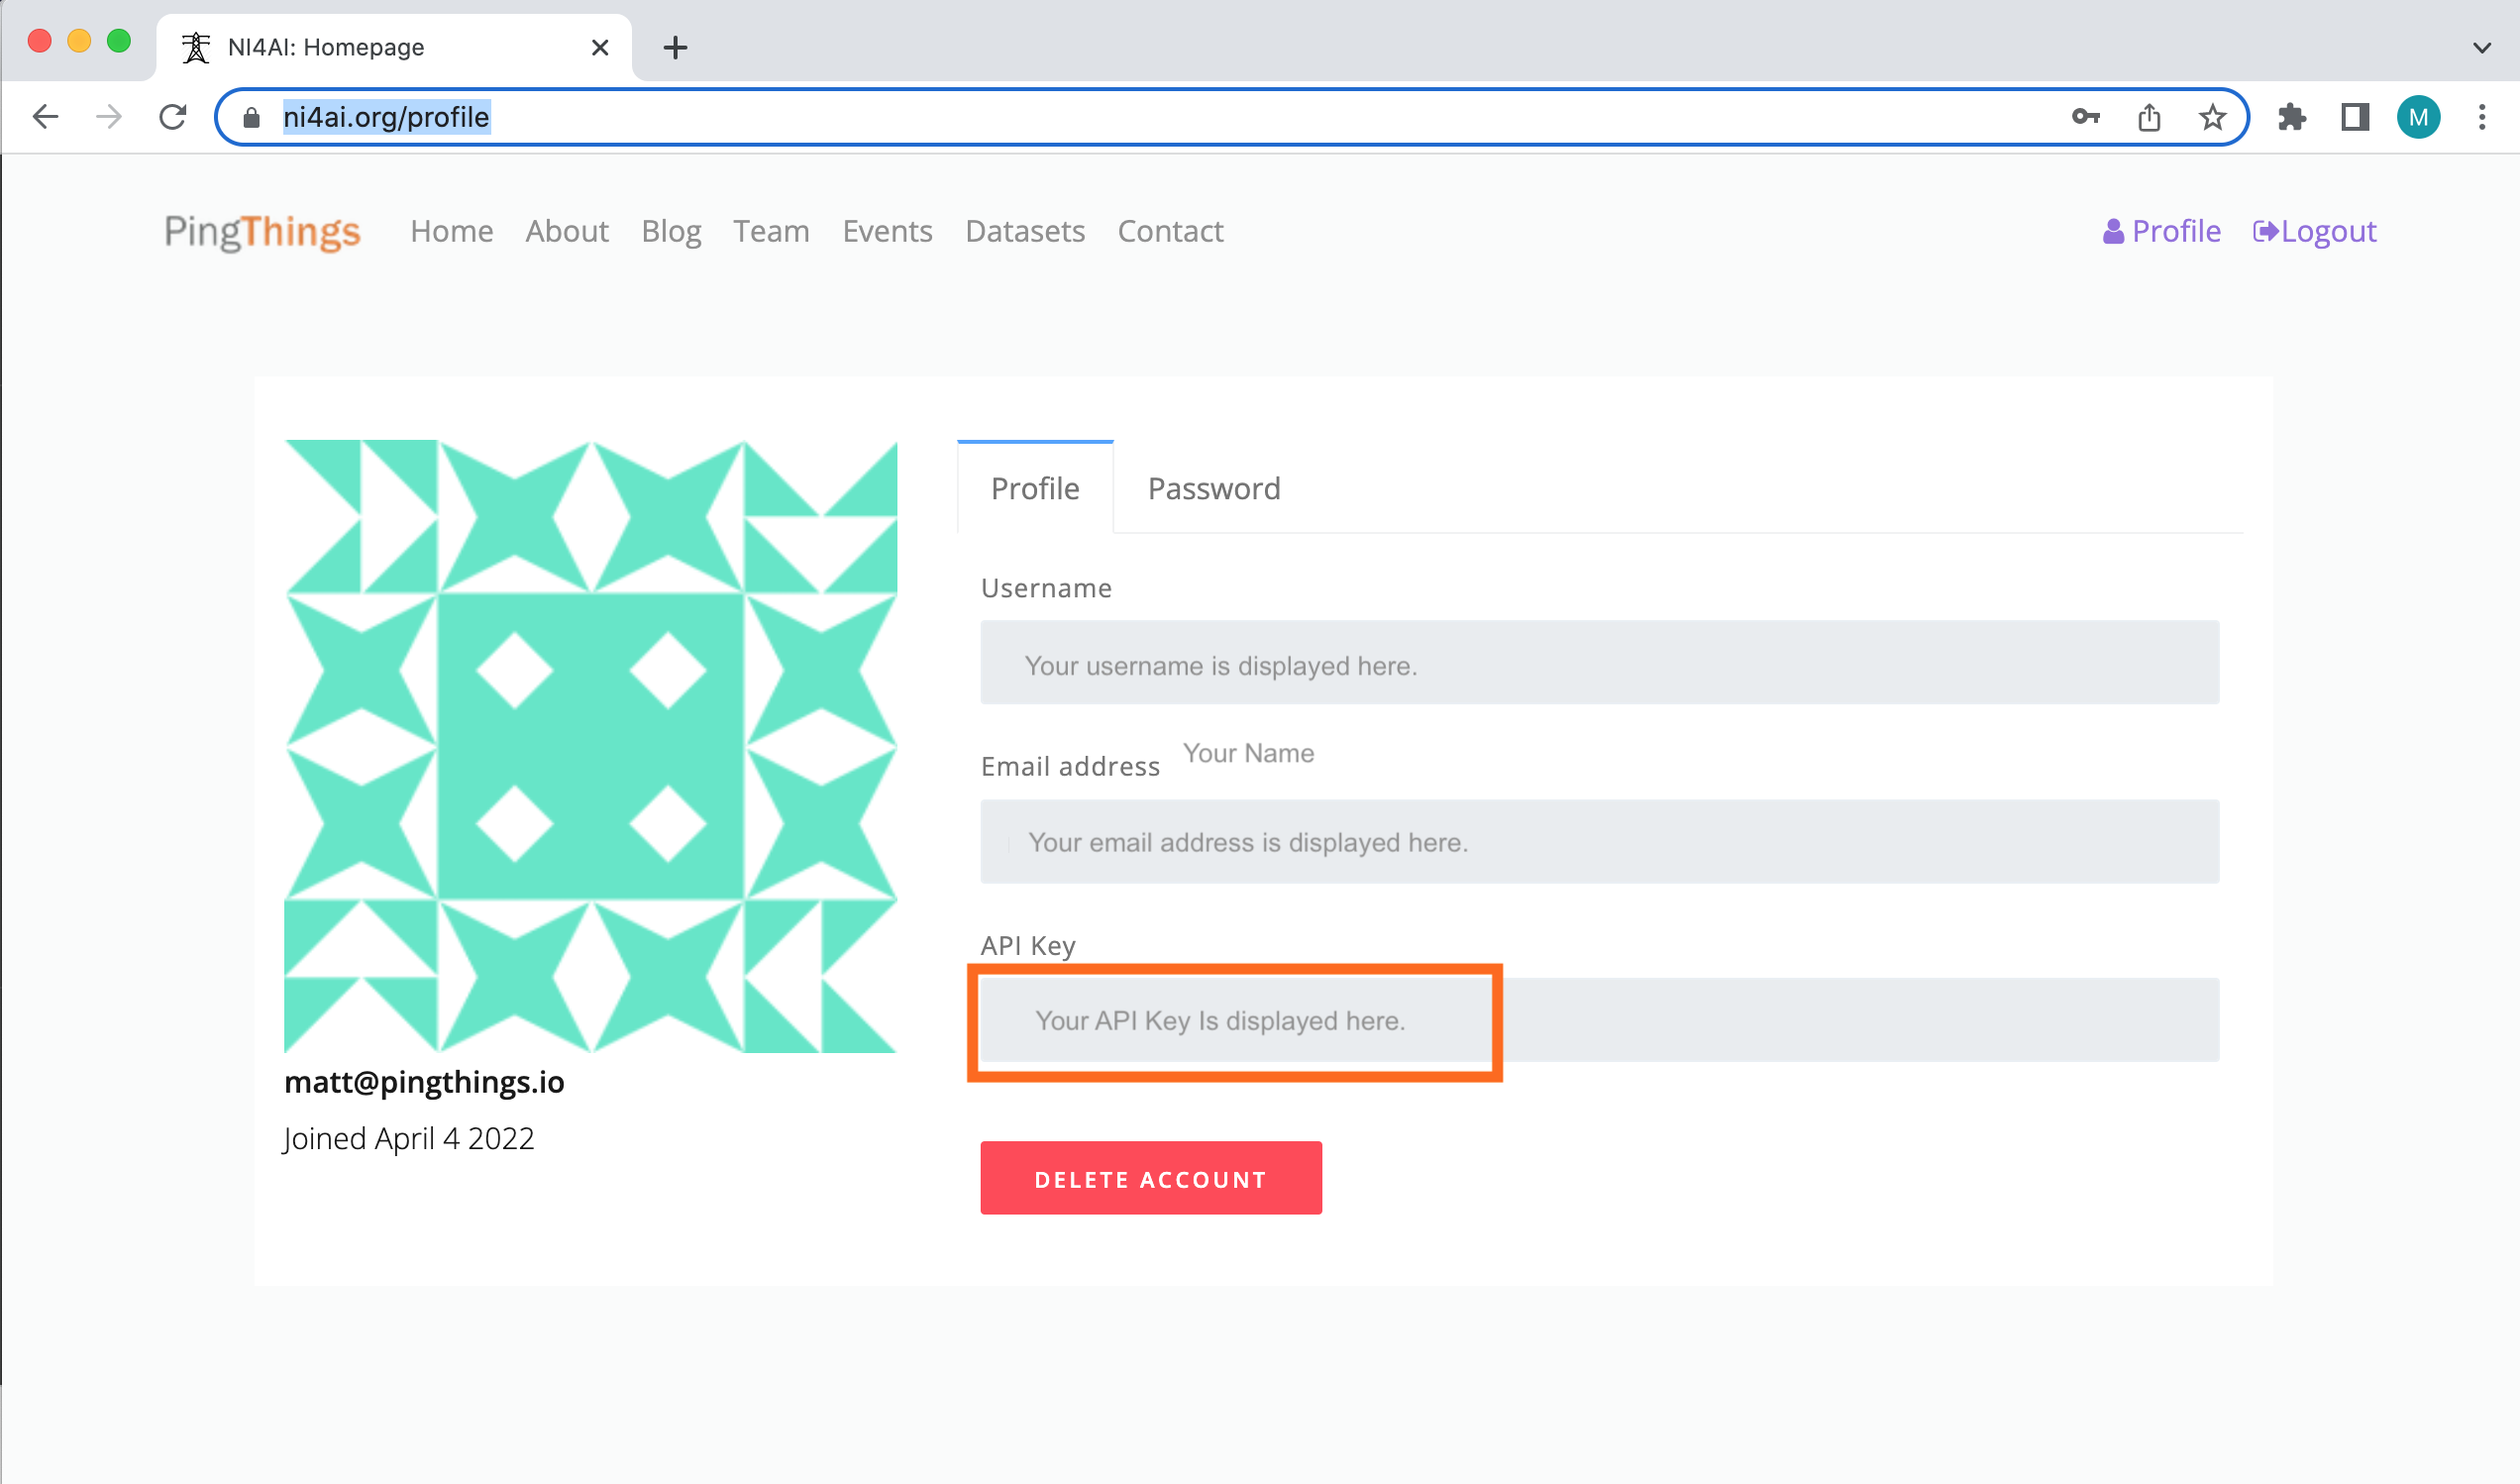 NI4AI: Homepage
ni4ai.org/profile
M
PingThings Home About Blog Team Events Datasets Contact Profile Logout
Profile Password
Username
Your username is displayed here.
Your Name
Email address
Your email address is displayed here.
API Key
Your API Key Is displayed here.
matt@pingthings.io
Joined April 4 2022
DELETE ACCOUNT